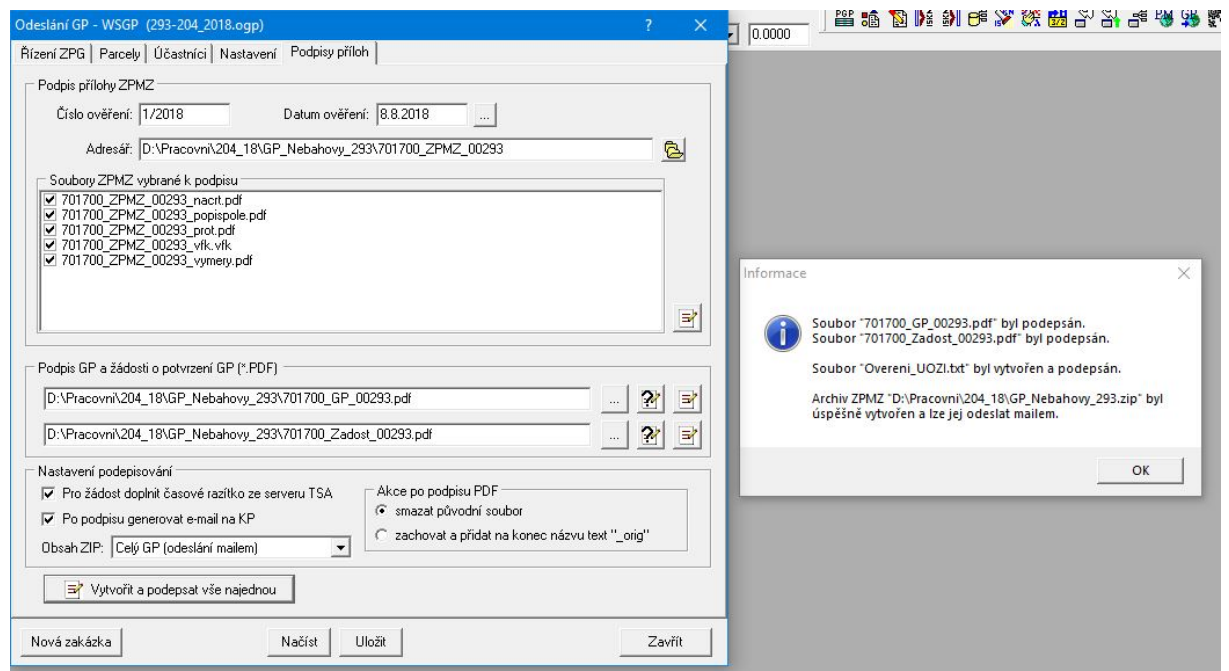 Odeslání GP - WSGP (293-204_2018.ogp)
Řízení ZPG
Parcely
Účastníci
Nastavení
Podpisy příloh
0.0000
Podpis přílohy ZPMZ
Číslo ověření: 1/2018
Datum ověření: 8.8.2018
...
Adresář: D:\Pracovni\204_18\GP_Nebahovy_293\701700_ZPMZ_00293
Soubory ZPMZ vybrané k podpisu
701700_ZPMZ_00293_nacrt.pdf
701700_ZPMZ_00293_popispole.pdf
701700_ZPMZ_00293_prot.pdf
701700_ZPMZ_00293_vfk.vfk
701700_ZPMZ_00293_vymery.pdf
Podpis GP a žádosti o potvrzení GP (*.PDF)
D:\Pracovni\204_18\GP_Nebahovy_293\701700_GP_00293.pdf
...
D:\Pracovni\204_18\GP_Nebahovy_293\701700_Zadost_00293.pdf
...
Nastavení podepisování
Pro žádost doplnit časové razítko ze serveru TSA
Po podpisu generovat e-mail na KP
Obsah ZIP: Celý GP (odeslání mailem)
Akce po podpisu PDF
smazat původní soubor
zachovat a přidat na konec názvu text "_orig"
Vytvořit a podepsat vše najednou
Nová zakázka
Načíst
Uložit
Zavřít
Informace
Soubor "701700_GP_00293.pdf" byl podepsán.
Soubor "701700_Zadost_00293.pdf" byl podepsán.
Soubor "Overeni_UOZI.txt" byl vytvořen a podepsán.
Archiv ZPMZ "D:\Pracovni\204_18\GP_Nebahovy_293.zip" byl
úspěšně vytvořen a lze jej odeslat mailem.
OK